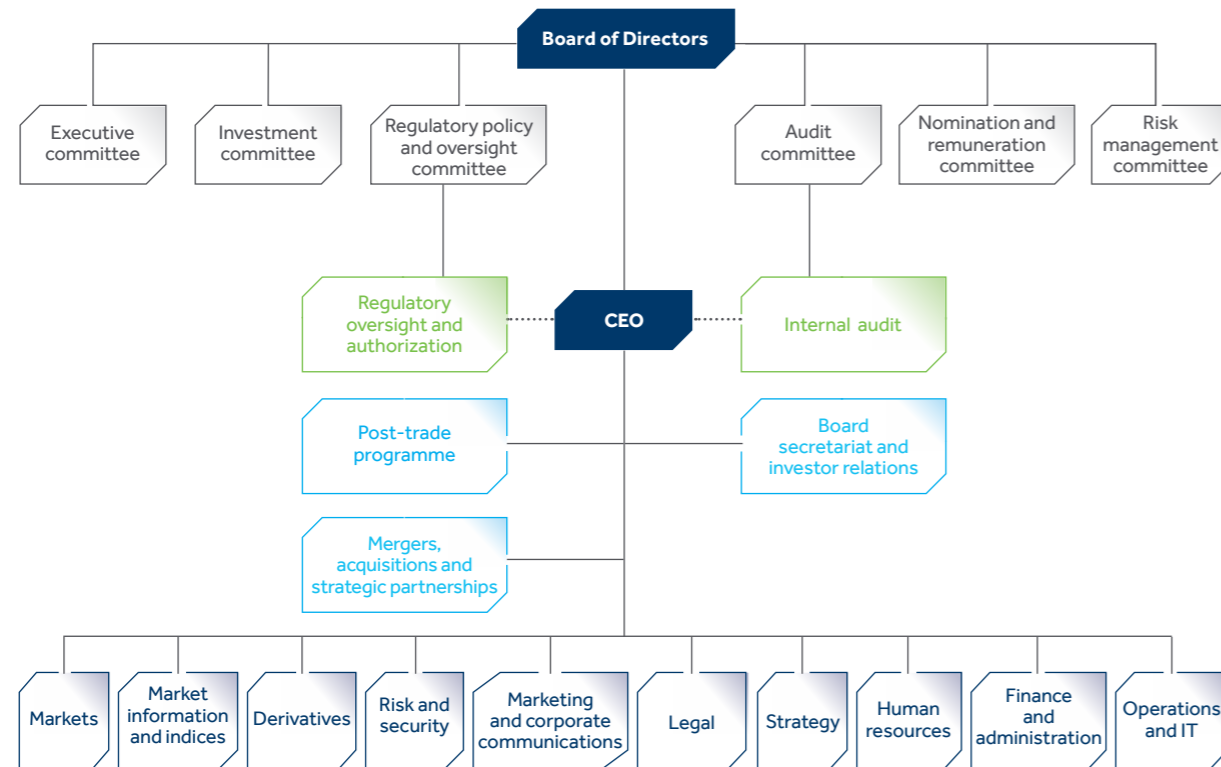 Board of Directors
Executive
committee
Investment
committee
Regulatory policy
and oversight
committee
Audit
committee
Nomination and
remuneration
committee
Risk
management
committee
Regulatory
oversight and
authorization
CEO
Internal audit
Post-trade
programme
Board
secretariat and
investor relations
Mergers,
acquisitions and
strategic partnerships
Markets
Market
information
and indices
Derivatives
Risk and
security
Marketing
and corporate
communications
Legal
Strategy
Human
resources
Finance
and
administration
Operations
and IT